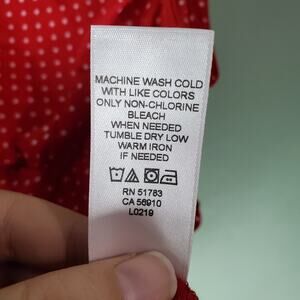 MACHINE WASH COLD
WITH LIKE COLORS
ONLY NON-CHLORINE
BLEACH
WHEN NEEDED
TUMBLE DRY LOW
WARM IRON
IF NEEDED
RN 51783
CA 56910
L0219